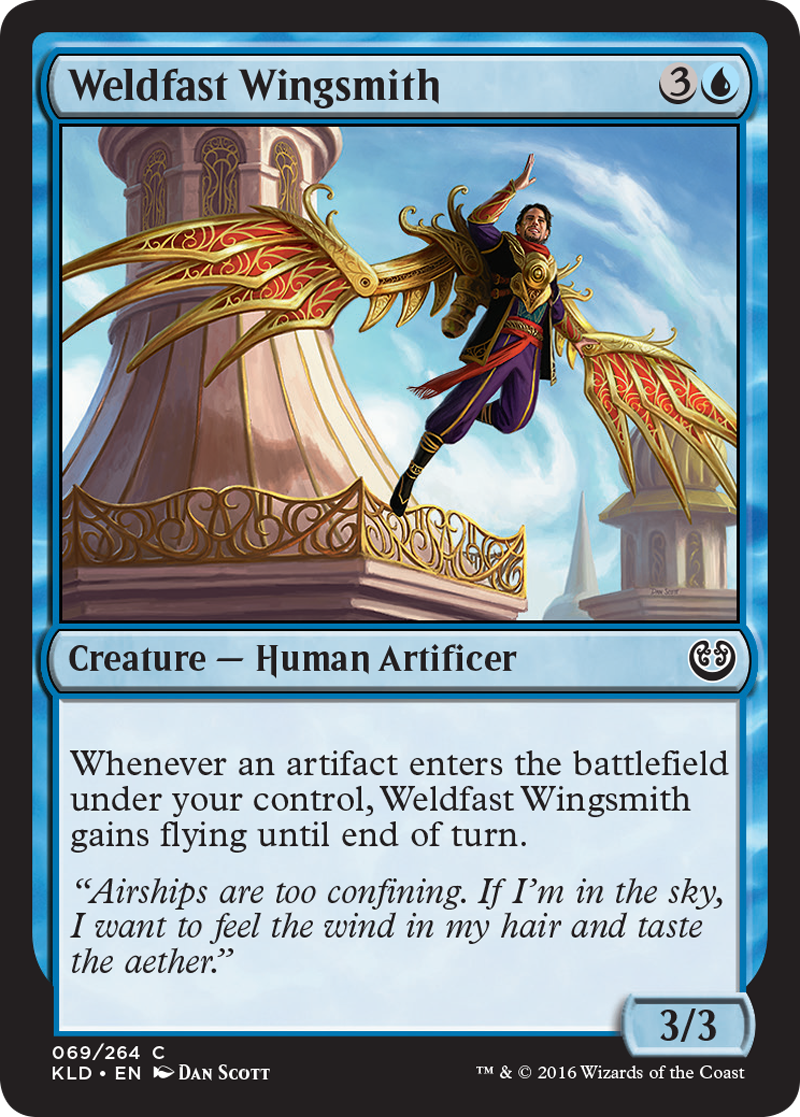 Weldfast Wingsmith 3
Dan Scott
Creature — Human Artificer
Whenever an artifact enters the battlefield
under your control, Weldfast Wingsmith
gains flying until end of turn.
“Airships are too confining. If I’m in the sky,
I want to feel the wind in my hair and taste
the aether.”
3/3
069/264 C
KLD • EN Dan Scott
™ & © 2016 Wizards of the Coast